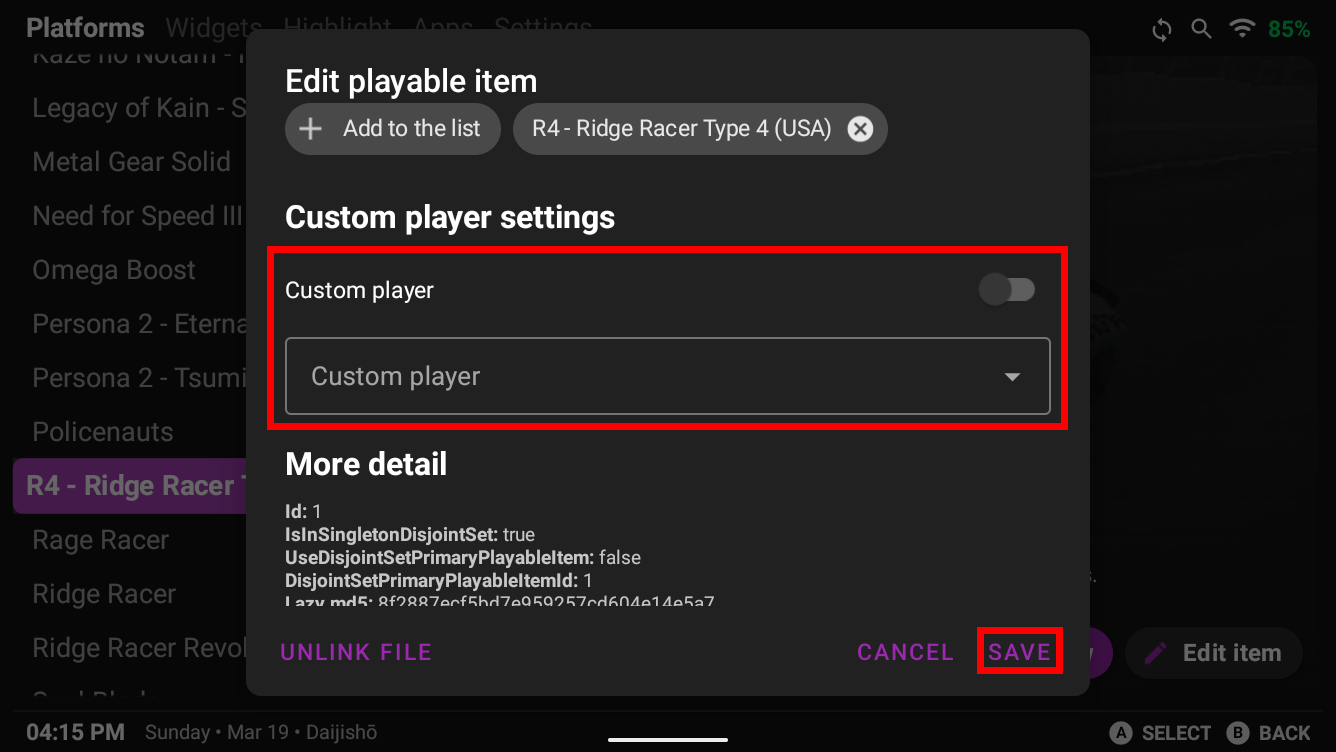 Platforms Widgets Highlight Apps Settings 85%
Kaze no Notam -
Legacy of Kain - S
Metal Gear Solid
Need for Speed III
Omega Boost
Persona 2 - Eterna
Persona 2 - Tsumi
Policenauts
R4 - Ridge Racer T
Rage Racer
Ridge Racer
Ridge Racer Revol
Edit playable item
Add to the list
R4 - Ridge Racer Type 4 (USA)
Custom player settings
Custom player
Custom player
More detail
Id: 1
IsInSingletonDisjointSet: true
UseDisjointSetPrimaryPlayableItem: false
DisjointSetPrimaryPlayableItemId: 1
Lazy md5: 8f2887ecf5bd7e959257cd604e14e5a7
UNLINK FILE CANCEL SAVE
Edit item
04:15 PM Sunday • Mar 19 • Daijishō
A SELECT B BACK